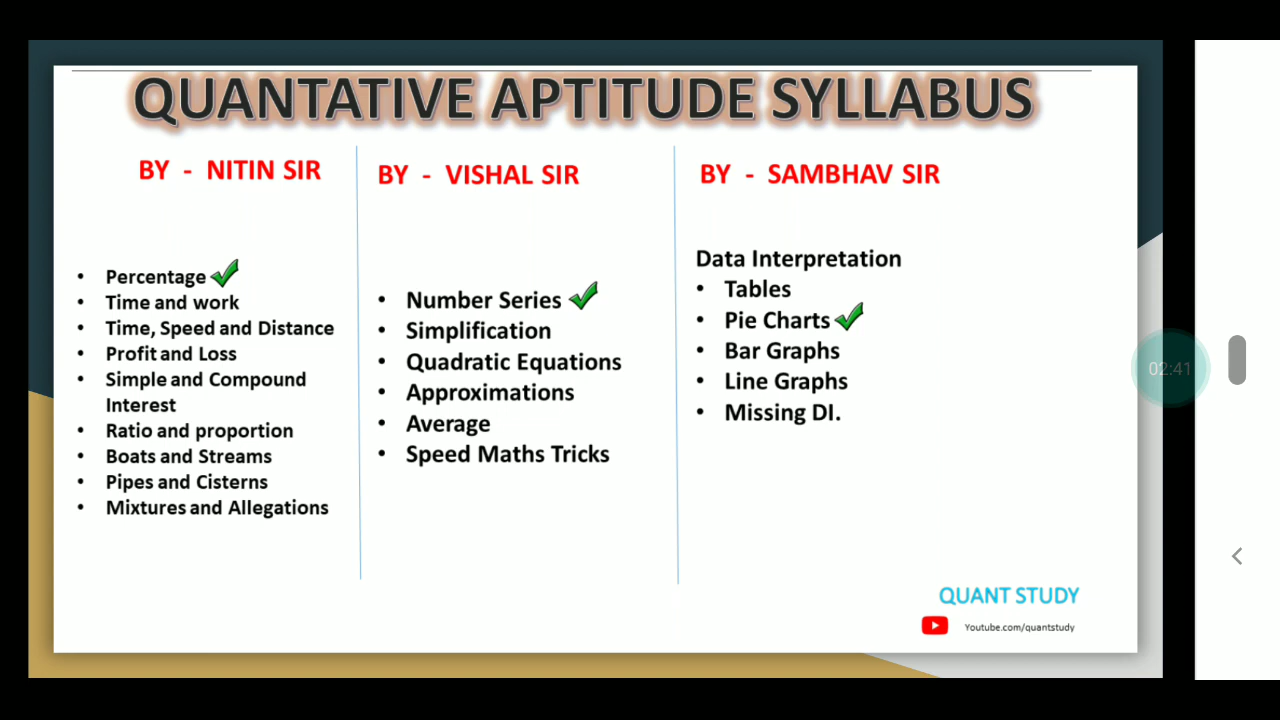 QUANTATIVE APTITUDE SYLLABUS
BY - NITIN SIR
• Percentage
• Time and work
• Time, Speed and Distance
• Profit and Loss
• Simple and Compound
Interest
• Ratio and proportion
• Boats and Streams
• Pipes and Cisterns
• Mixtures and Allegations
BY - VISHAL SIR
• Number Series
• Simplification
• Quadratic Equations
• Approximations
• Average
• Speed Maths Tricks
BY - SAMBHAV SIR
Data Interpretation
• Tables
• Pie Charts
• Bar Graphs
• Line Graphs
• Missing DI.
02:41
QUANT STUDY
Youtube.com/quantstudy